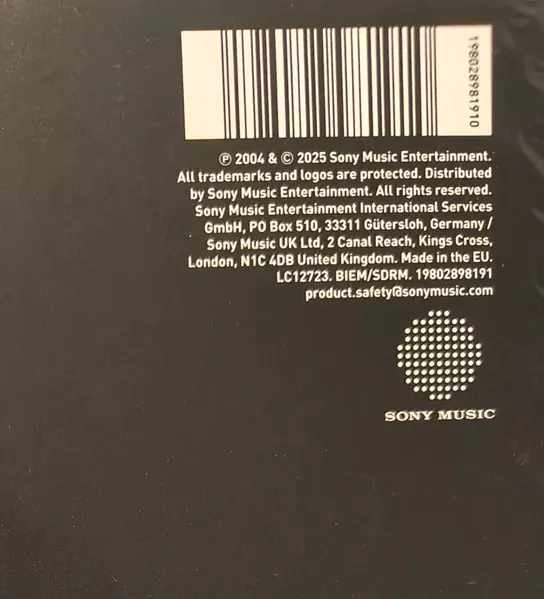 198028981910
℗ 2004 & © 2025 Sony Music Entertainment.
All trademarks and logos are protected. Distributed
by Sony Music Entertainment. All rights reserved.
Sony Music Entertainment International Services
GmbH, PO Box 510, 33311 Gütersloh, Germany /
Sony Music UK Ltd, 2 Canal Reach, Kings Cross,
London, N1C 4DB United Kingdom. Made in the EU.
LC12723. BIEM/SDRM. 19802898191
product.safety@sonymusic.com
SONY MUSIC